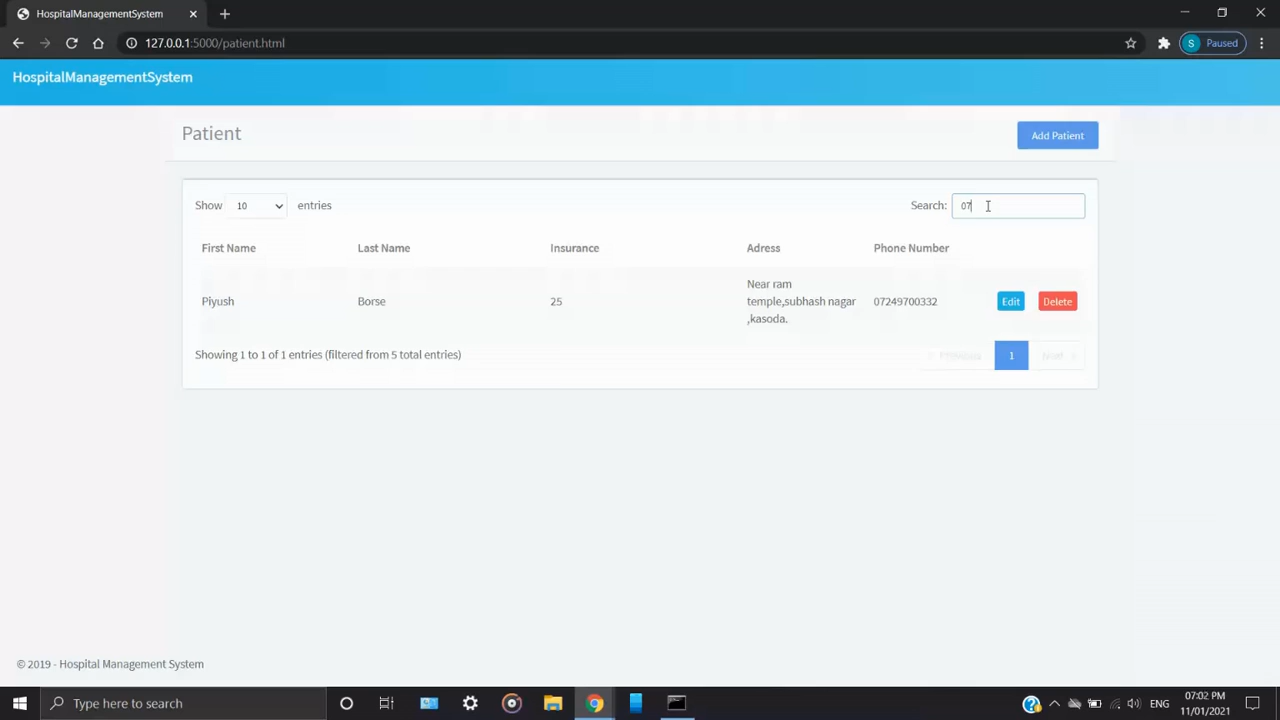 HospitalManagementSystem
127.0.0.1:5000/patient.html
S Paused
HospitalManagementSystem
Patient
Add Patient
Show 10 entries
Search: 07
First Name Last Name Insurance Adress Phone Number
Near ram
Piyush Borse 25 temple,subhash nagar 07249700332 Edit Delete
,kasoda.
Showing 1 to 1 of 1 entries (filtered from 5 total entries)
Previous 1 Next
© 2019 - Hospital Management System
Type here to search
ENG
07:02 PM
11/01/2021